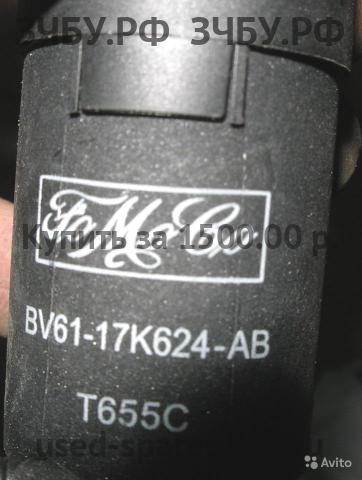 ЗЧБУ.РФ ЗЧБУ.РФ
FoMoCo
Купить за 1500.00 р.
BV61-17K624-AB
T655C
Avito